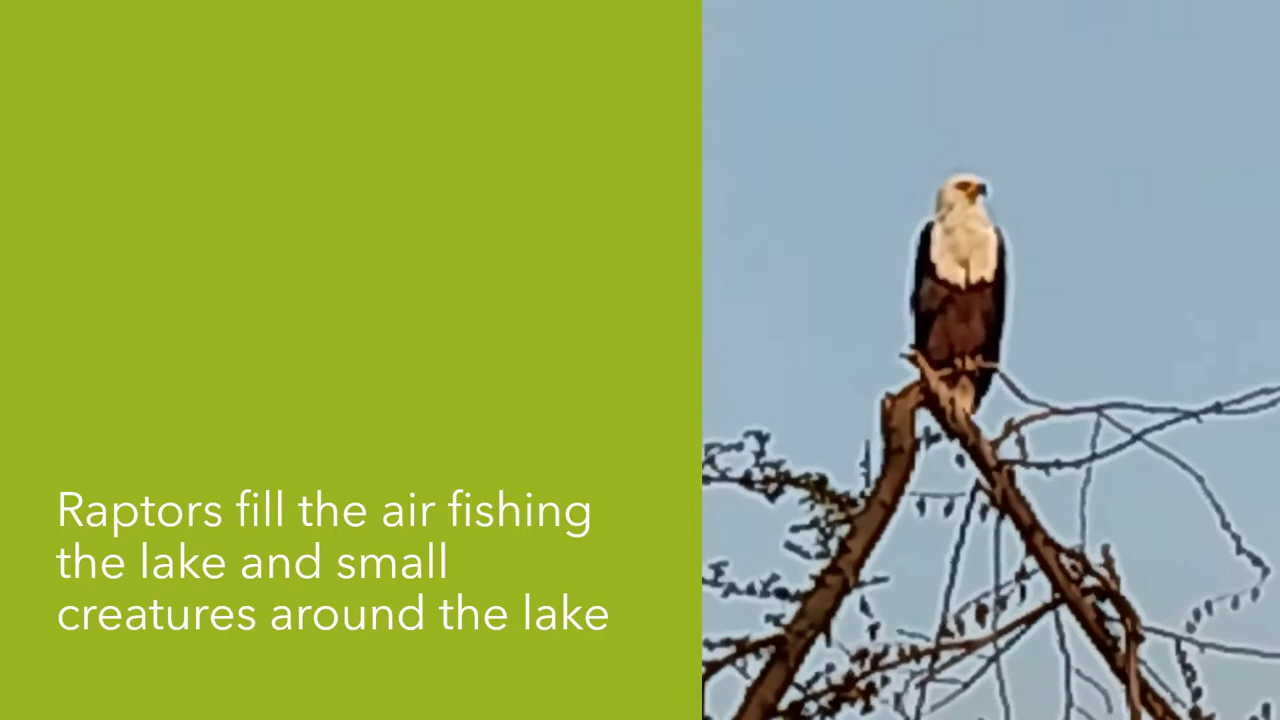 Raptors fill the air fishing
the lake and small
creatures around the lake